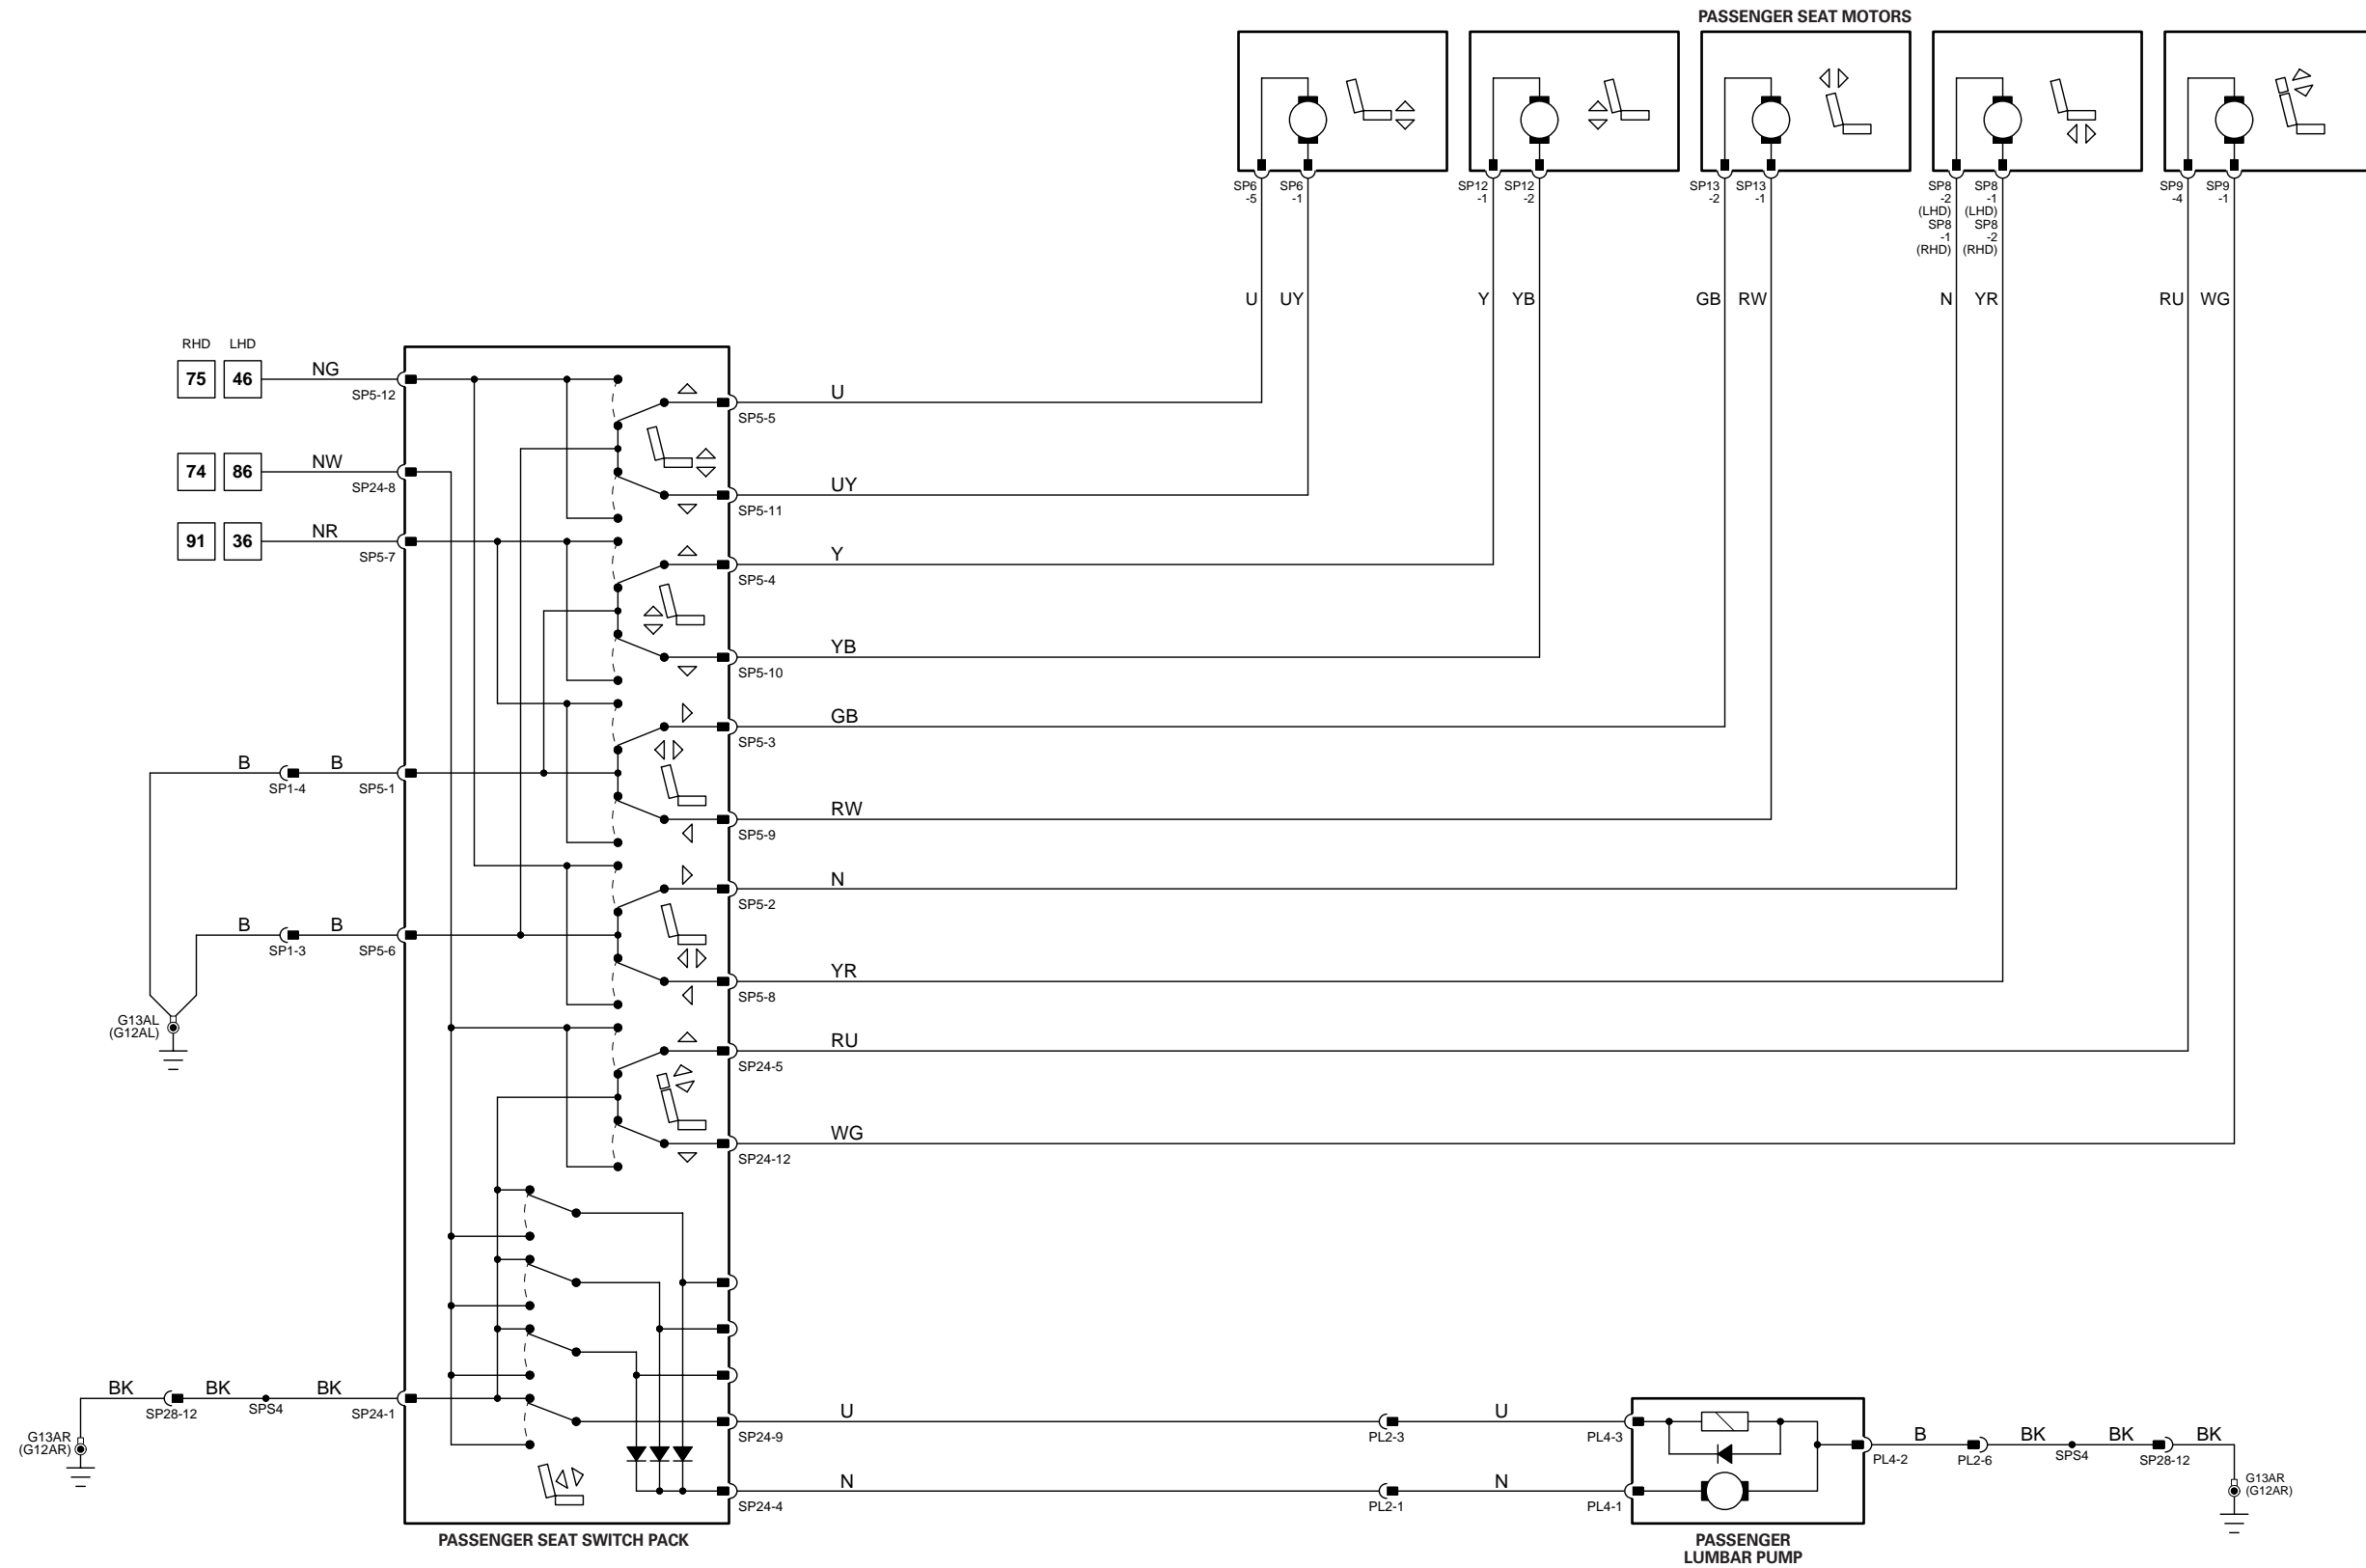 PASSENGER SEAT MOTORS
SP6
-5
SP6
-1
SP12
-1
SP12
-2
SP13
-2
SP13
-1
SP8
-2
(LHD)
SP8
-1
(RHD)
SP8
-1
(LHD)
SP8
-2
(RHD)
SP9
-4
SP9
-1
U UY
Y YB
GB RW
N YR
RU WG
RHD LHD
75 46 NG
SP5-12
74 86 NW
SP24-8
91 36 NR
SP5-7
U
SP5-5
UY
SP5-11
Y
SP5-4
YB
SP5-10
GB
SP5-3
B B
SP1-4 SP5-1
RW
SP5-9
N
SP5-2
B B
SP1-3 SP5-6
YR
SP5-8
G13AL
(G12AL)
RU
SP24-5
WG
SP24-12
BK BK BK
SP28-12 SPS4 SP24-1
G13AR
(G12AR)
U U
SP24-9 PL2-3 PL4-3
B BK BK BK
PL4-2 PL2-6 SPS4 SP28-12
N N
SP24-4 PL2-1 PL4-1
G13AR
(G12AR)
PASSENGER SEAT SWITCH PACK
PASSENGER
LUMBAR PUMP